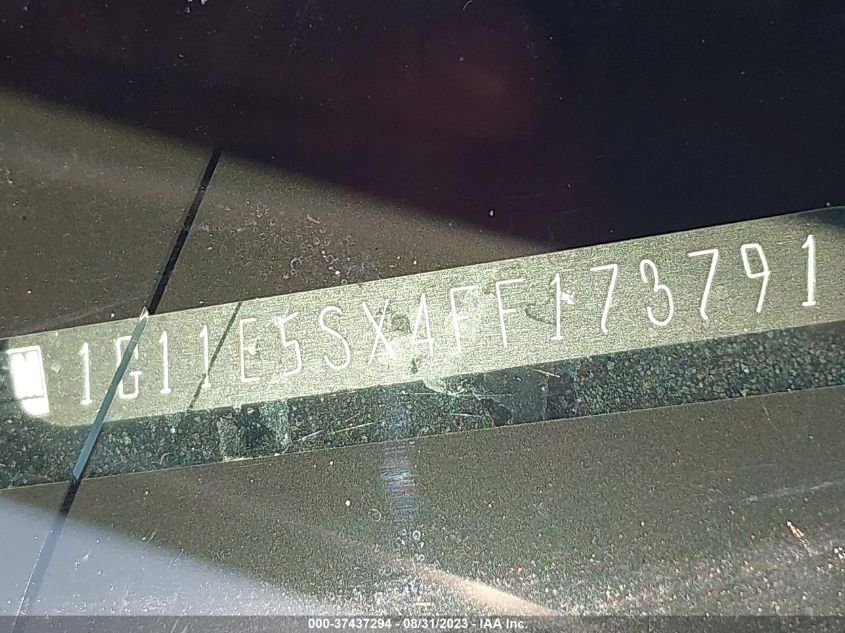 1G11E5SX4FF173791
000-37437294 - 08/31/2023 - IAA Inc.